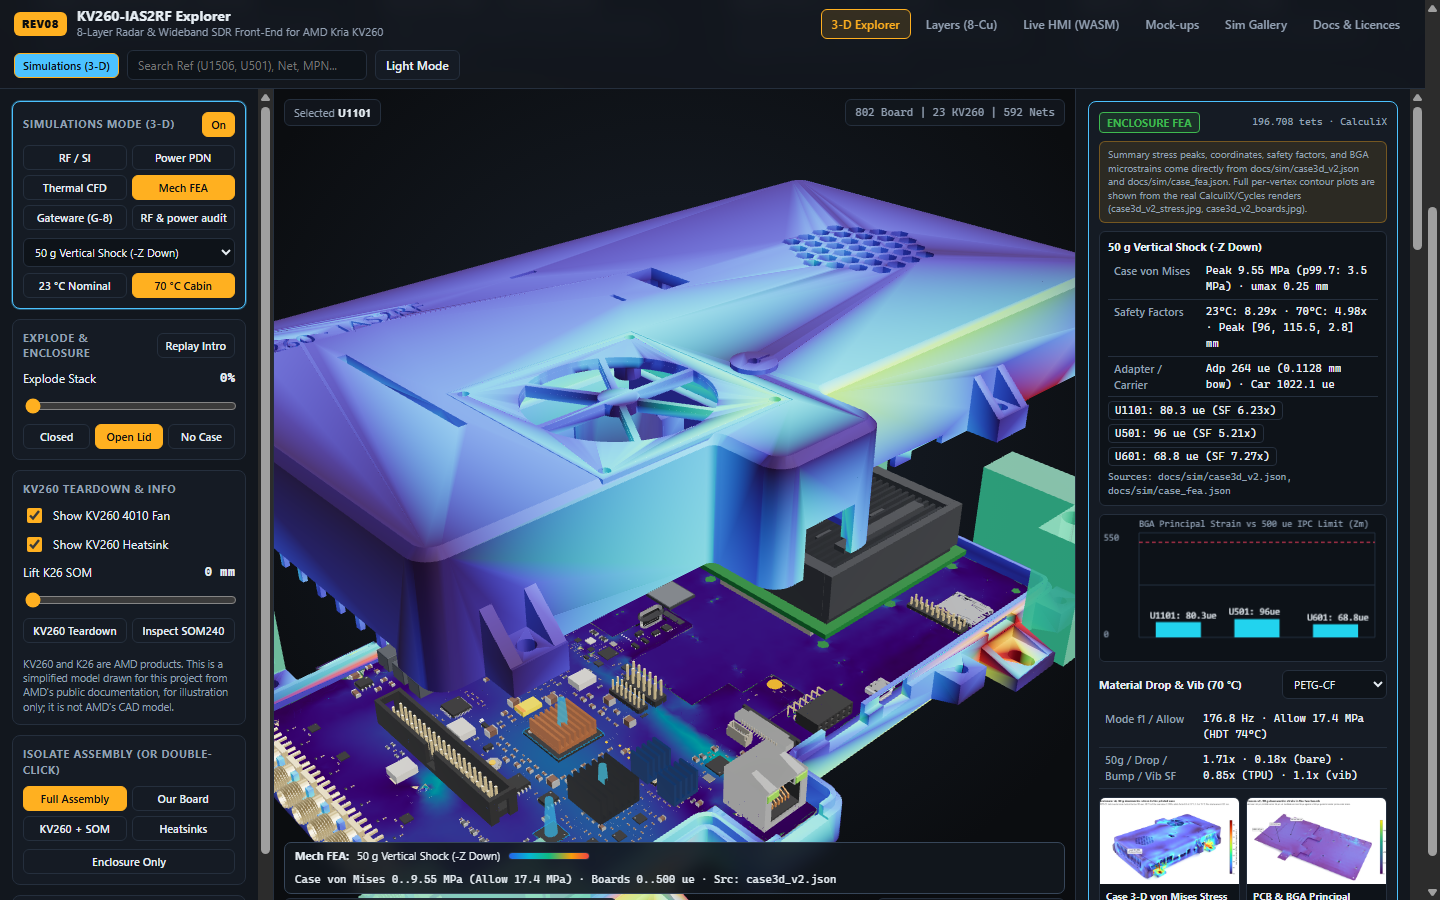 REV08
KV260-IAS2RF Explorer
8-Layer Radar & Wideband SDR Front-End for AMD Kria KV260
3-D Explorer
Layers (8-Cu)
Live HMI (WASM)
Mock-ups
Sim Gallery
Docs & Licences
Simulations (3-D)
Search Ref (U1506, U501), Net, MPN...
Light Mode
SIMULATIONS MODE (3-D)
On
RF / SI
Power PDN
Thermal CFD
Mech FEA
Gateware (G-8)
RF & power audit
50 g Vertical Shock (-Z Down)
23 °C Nominal
70 °C Cabin
EXPLODE &
ENCLOSURE
Replay Intro
Explode Stack
0%
Closed
Open Lid
No Case
KV260 TEARDOWN & INFO
Show KV260 4010 Fan
Show KV260 Heatsink
Lift K26 SOM
0 mm
KV260 Teardown
Inspect SOM240
KV260 and K26 are AMD products. This is a
simplified model drawn for this project from
AMD's public documentation, for illustration
only; it is not AMD's CAD model.
ISOLATE ASSEMBLY (OR DOUBLE-
CLICK)
Full Assembly
Our Board
KV260 + SOM
Heatsinks
Enclosure Only
Selected U1101
802 Board | 23 KV260 | 592 Nets
IAS2RF
Mech FEA: 50 g Vertical Shock (-Z Down)
Case von Mises 0..9.55 MPa (Allow 17.4 MPa) · Boards 0..500 ue · Src: case3d_v2.json
ENCLOSURE FEA
196.708 tets · CalculiX
Summary stress peaks, coordinates, safety factors, and BGA
microstrains come directly from docs/sim/case3d_v2.json
and docs/sim/case_fea.json. Full per-vertex contour plots are
shown from the real CalculiX/Cycles renders
(case3d_v2_stress.jpg, case3d_v2_boards.jpg).
50 g Vertical Shock (-Z Down)
Case von Mises
Peak 9.55 MPa (p99.7: 3.5
MPa) · umax 0.25 mm
Safety Factors
23°C: 8.29x · 70°C: 4.98x
· Peak [96, 115.5, 2.8]
mm
Adapter /
Carrier
Adp 264 ue (0.1128 mm
bow) · Car 1022.1 ue
U1101: 80.3 ue (SF 6.23x)
U501: 96 ue (SF 5.21x)
U601: 68.8 ue (SF 7.27x)
Sources: docs/sim/case3d_v2.json,
docs/sim/case_fea.json
BGA Principal Strain vs 500 ue IPC Limit (Zm)
550
U1101: 80.3ue
U501: 96ue
U601: 68.8ue
0
Material Drop & Vib (70 °C)
PETG-CF
Mode f1 / Allow
176.8 Hz · Allow 17.4 MPa
(HDT 74°C)
50g / Drop /
Bump / Vib SF
1.71x · 0.18x (bare) ·
0.85x (TPU) · 1.1x (vib)
Case 3-D von Mises Stress
PCB & BGA Principal